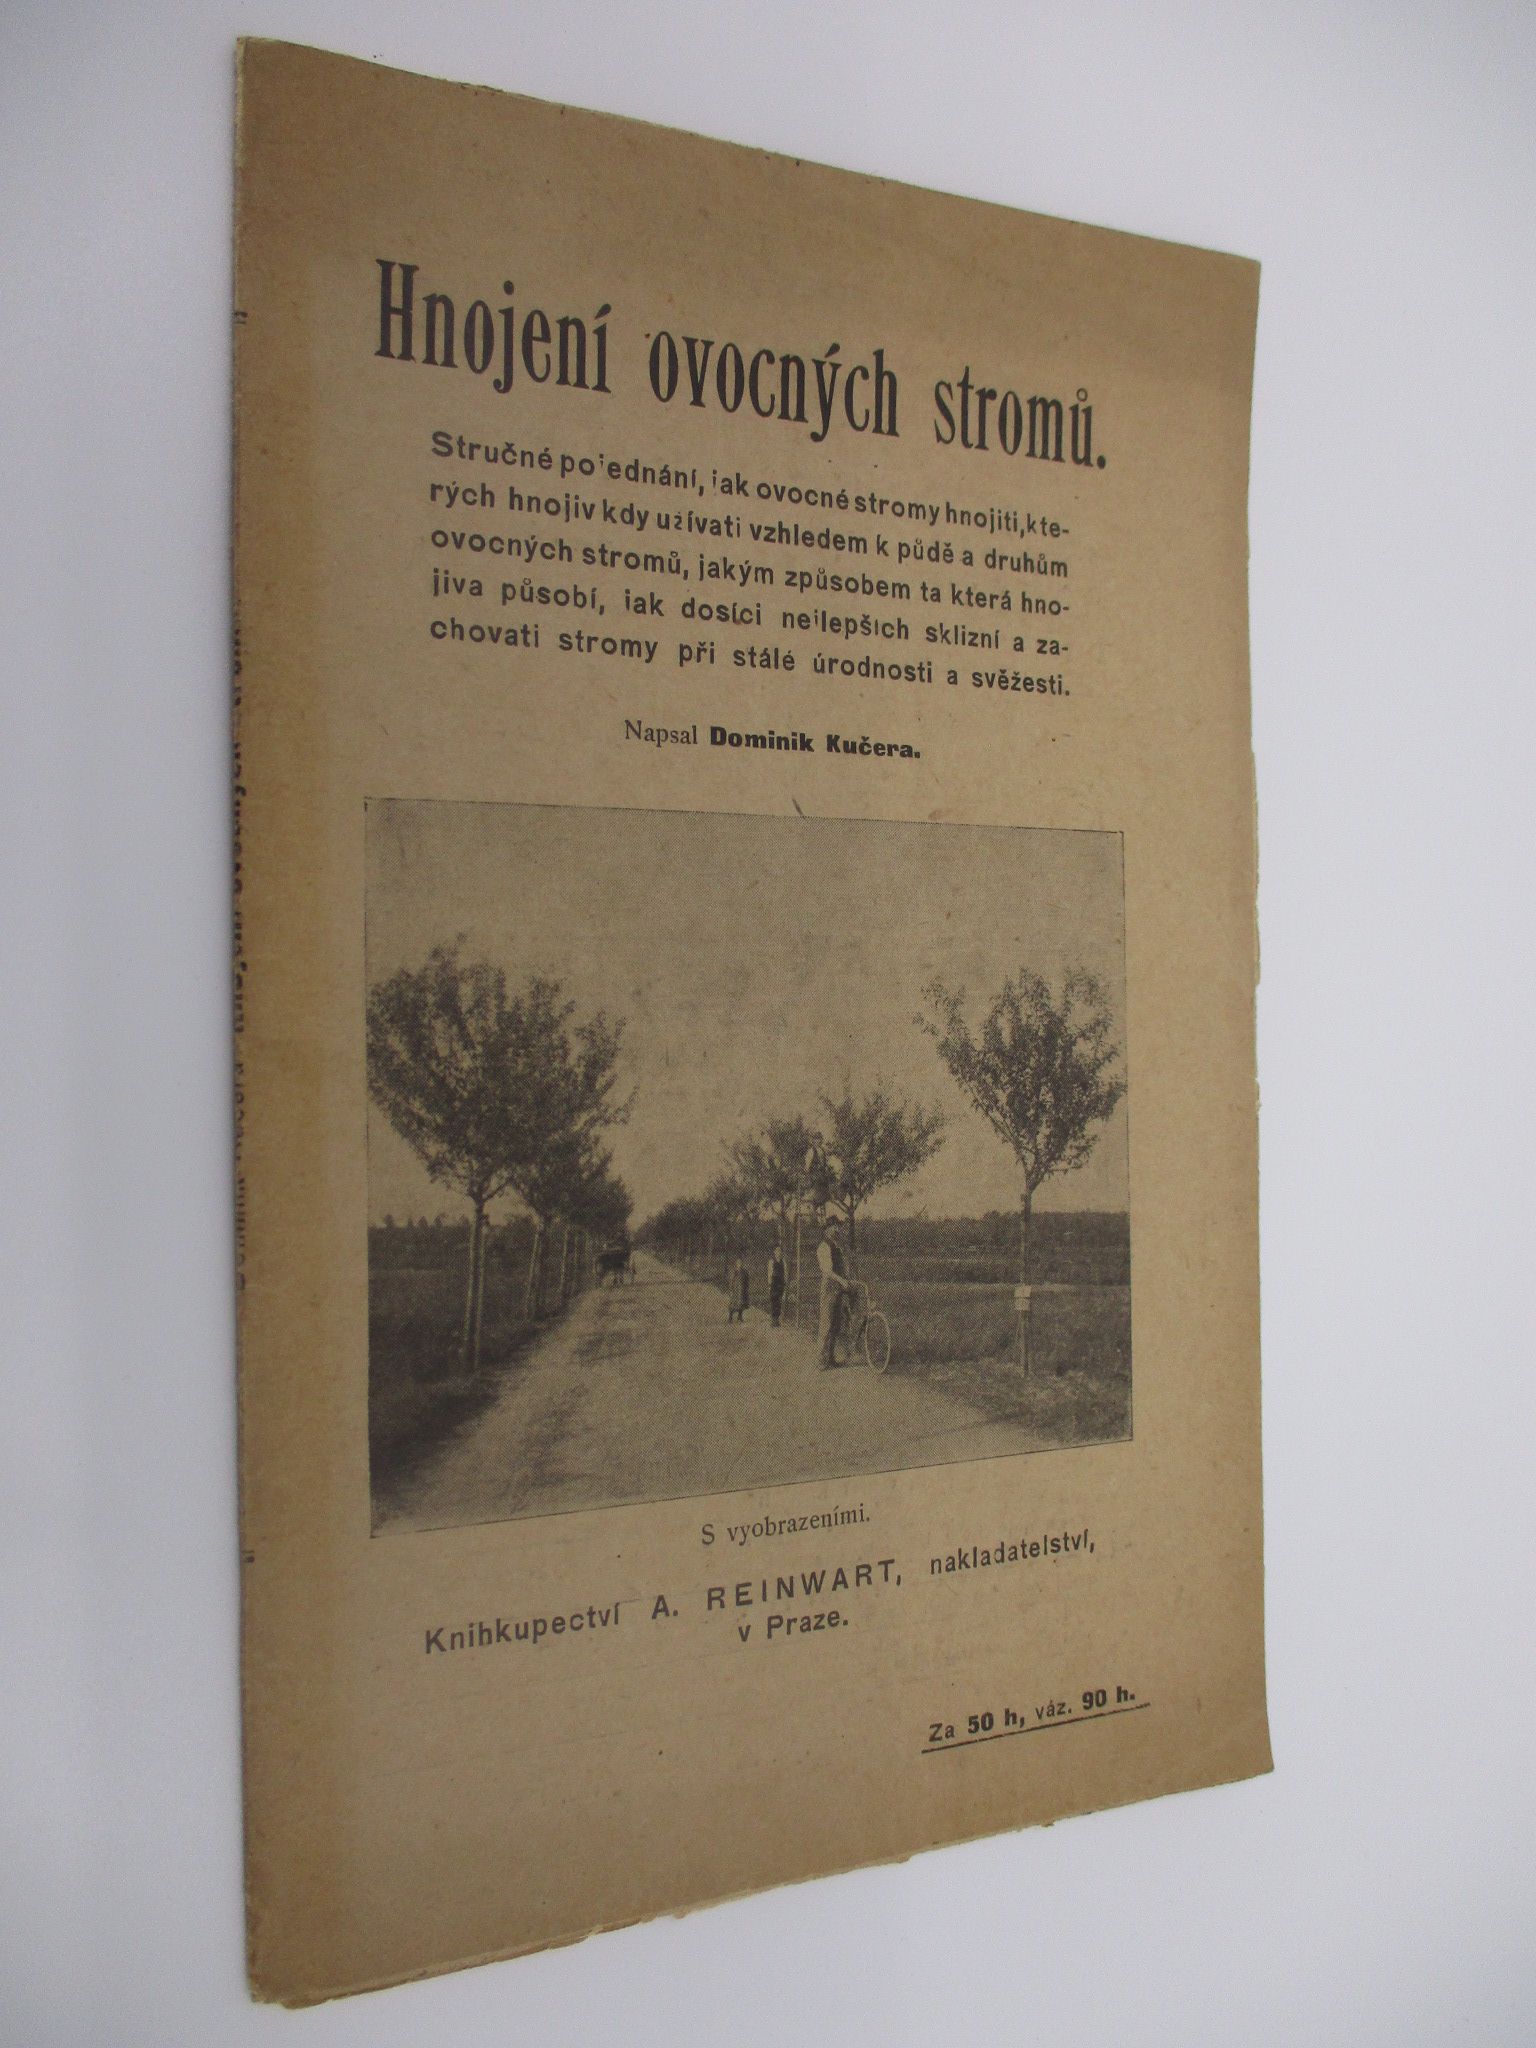 Hnojení ovocných stromů.
Stručné pojednání, jak ovocné stromy hnojiti, kte-
rých hnojiv kdy užívati vzhledem k půdě a druhům
ovocných stromů, jakým způsobem ta která hno-
jiva působí, jak dosíci nejlepších sklizní a za-
chovati stromy při stálé úrodnosti a svěžesti.
Napsal Dominik Kučera.
S vyobrazeními.
Knihkupectví A. REINWART, nakladatelství,
v Praze.
Za 50 h, váz. 90 h.